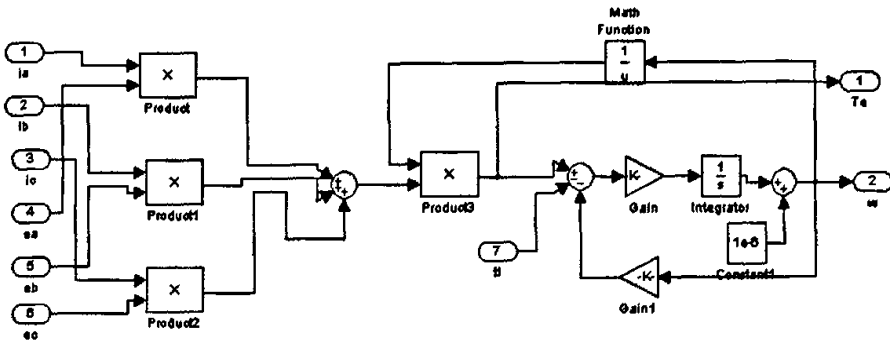 Math
Function
1
u
1
ia
×
Product
1
Te
2
ib
3
ic
×
Product1
4
ea
×
Product3
K-
Gain
1
s
Integrator
2
w
7
tl
1e-6
Constant1
5
eb
6
ec
×
Product2
-K-
Gain1